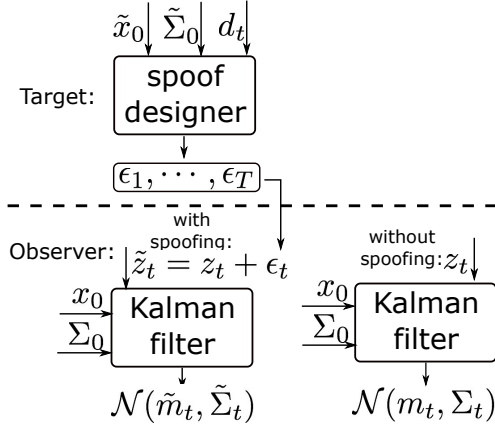 x̃₀ Σ̃₀ d_t
Target:
spoof
designer
ϵ₁, ⋯ , ϵ_T
Observer:
with
spoofing:
z̃_t = z_t + ϵ_t
without
spoofing: z_t
x₀
Σ₀
Kalman
filter
x₀
Σ₀
Kalman
filter
𝒩(m̃_t, Σ̃_t)
𝒩(m_t, Σ_t)